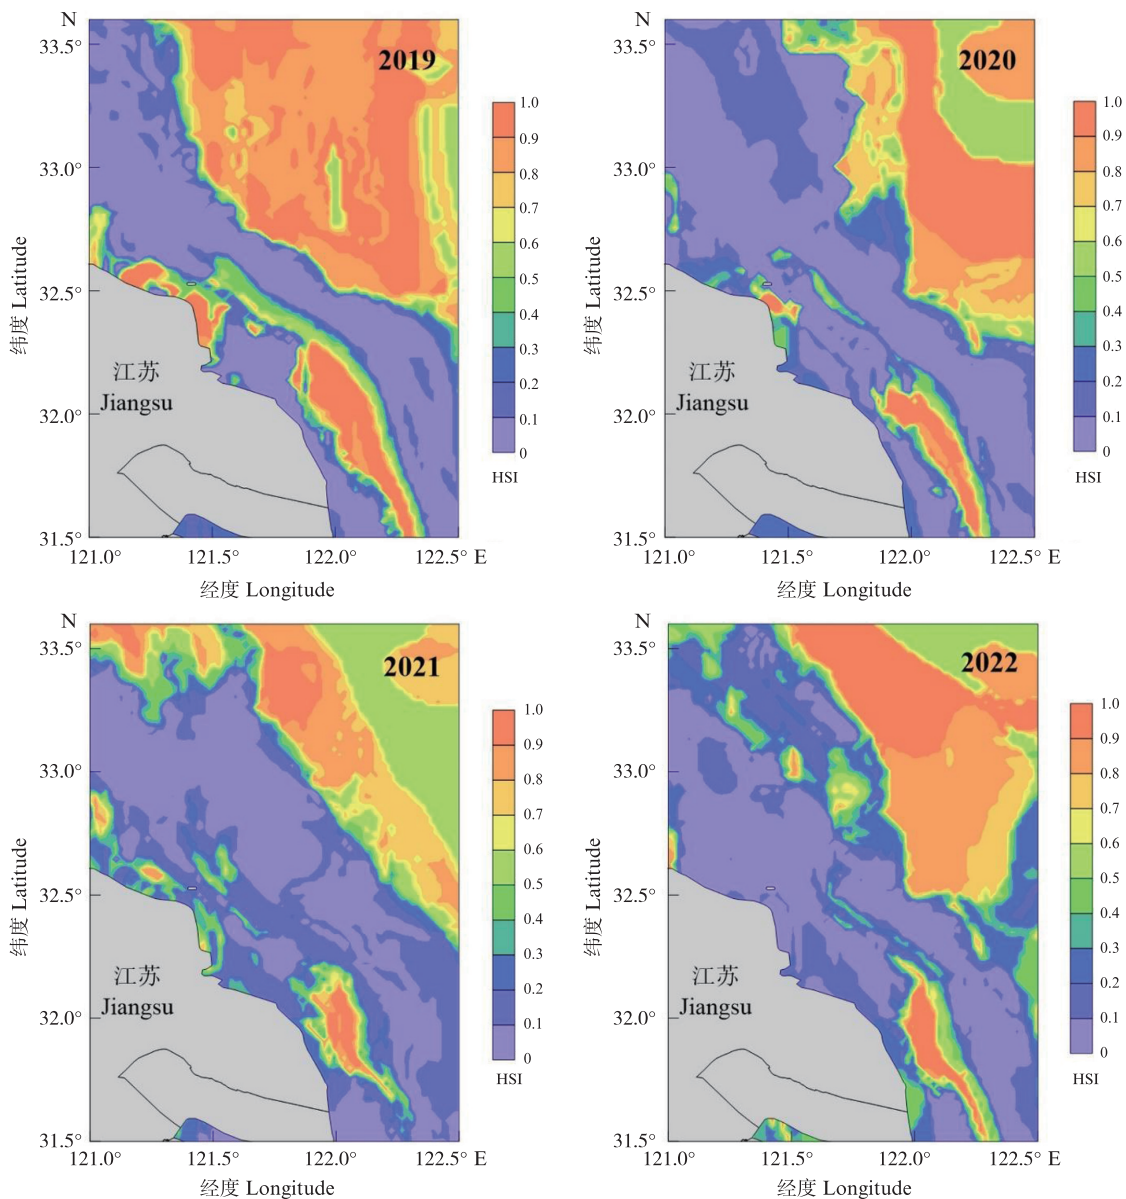 N
33.5°
33.0°
32.5°
32.0°
31.5°
纬度 Latitude
2019
江苏
Jiangsu
121.0°
121.5°
122.0°
122.5° E
经度 Longitude
1.0
0.9
0.8
0.7
0.6
0.5
0.4
0.3
0.2
0.1
0
HSI
N
33.5°
33.0°
32.5°
32.0°
31.5°
纬度 Latitude
2020
江苏
Jiangsu
121.0°
121.5°
122.0°
122.5° E
经度 Longitude
1.0
0.9
0.8
0.7
0.6
0.5
0.4
0.3
0.2
0.1
0
HSI
N
33.5°
33.0°
32.5°
32.0°
31.5°
纬度 Latitude
2021
江苏
Jiangsu
121.0°
121.5°
122.0°
122.5° E
经度 Longitude
1.0
0.9
0.8
0.7
0.6
0.5
0.4
0.3
0.2
0.1
0
HSI
N
33.5°
33.0°
32.5°
32.0°
31.5°
纬度 Latitude
2022
江苏
Jiangsu
121.0°
121.5°
122.0°
122.5° E
经度 Longitude
1.0
0.9
0.8
0.7
0.6
0.5
0.4
0.3
0.2
0.1
0
HSI